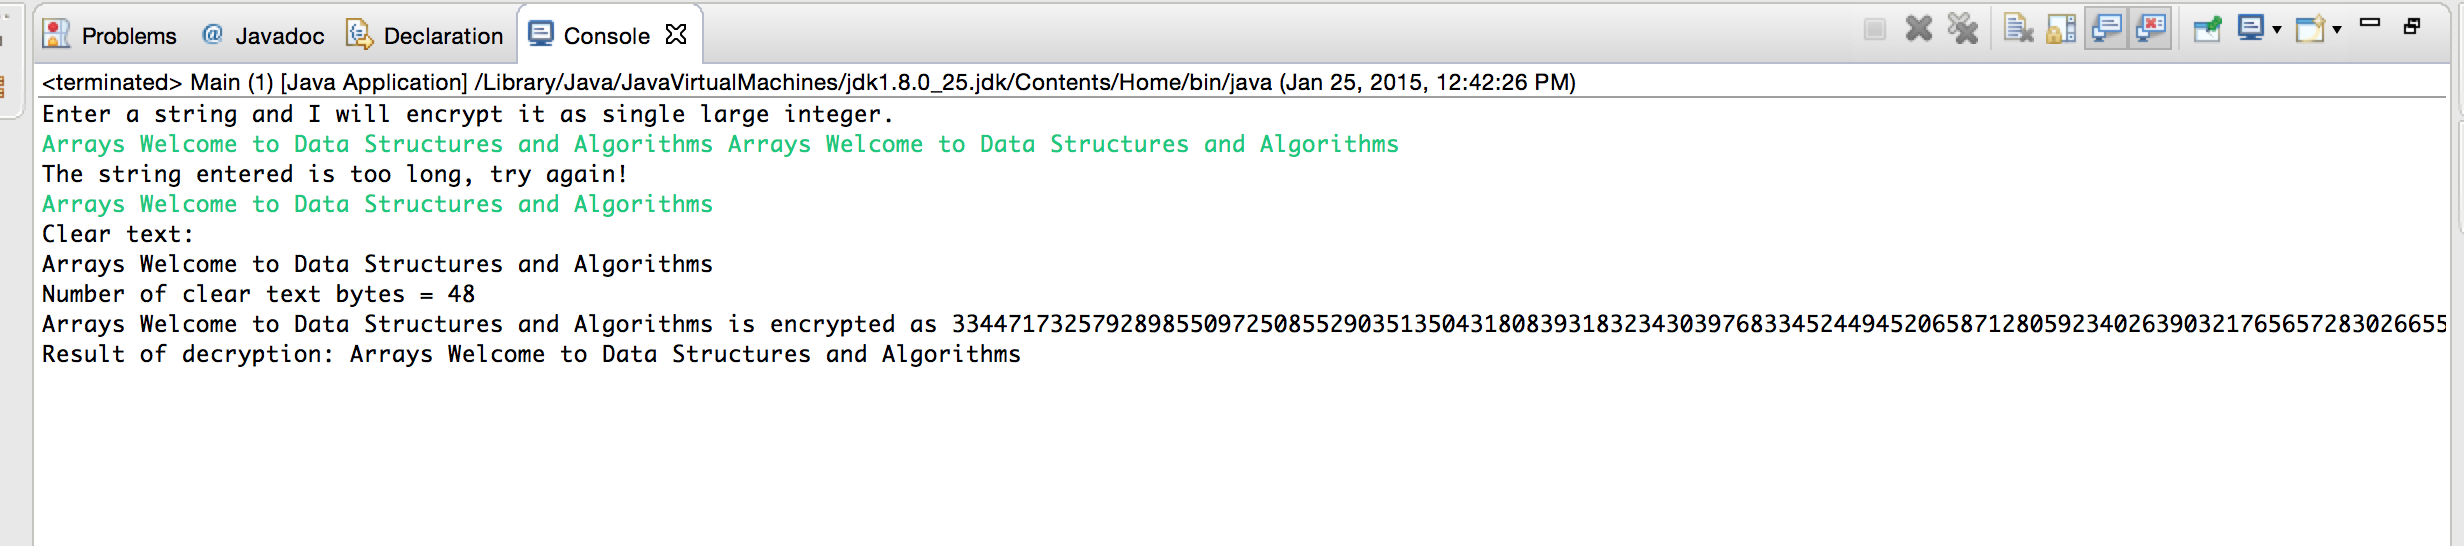 Problems @ Javadoc Declaration Console
<terminated> Main (1) [Java Application] /Library/Java/JavaVirtualMachines/jdk1.8.0_25.jdk/Contents/Home/bin/java (Jan 25, 2015, 12:42:26 PM)
Enter a string and I will encrypt it as single large integer.
Arrays Welcome to Data Structures and Algorithms Arrays Welcome to Data Structures and Algorithms
The string entered is too long, try again!
Arrays Welcome to Data Structures and Algorithms
Clear text:
Arrays Welcome to Data Structures and Algorithms
Number of clear text bytes = 48
Arrays Welcome to Data Structures and Algorithms is encrypted as 33447173257928985509725085529035135043180839318323430397683345244945206587128059234026390321765657283026655
Result of decryption: Arrays Welcome to Data Structures and Algorithms